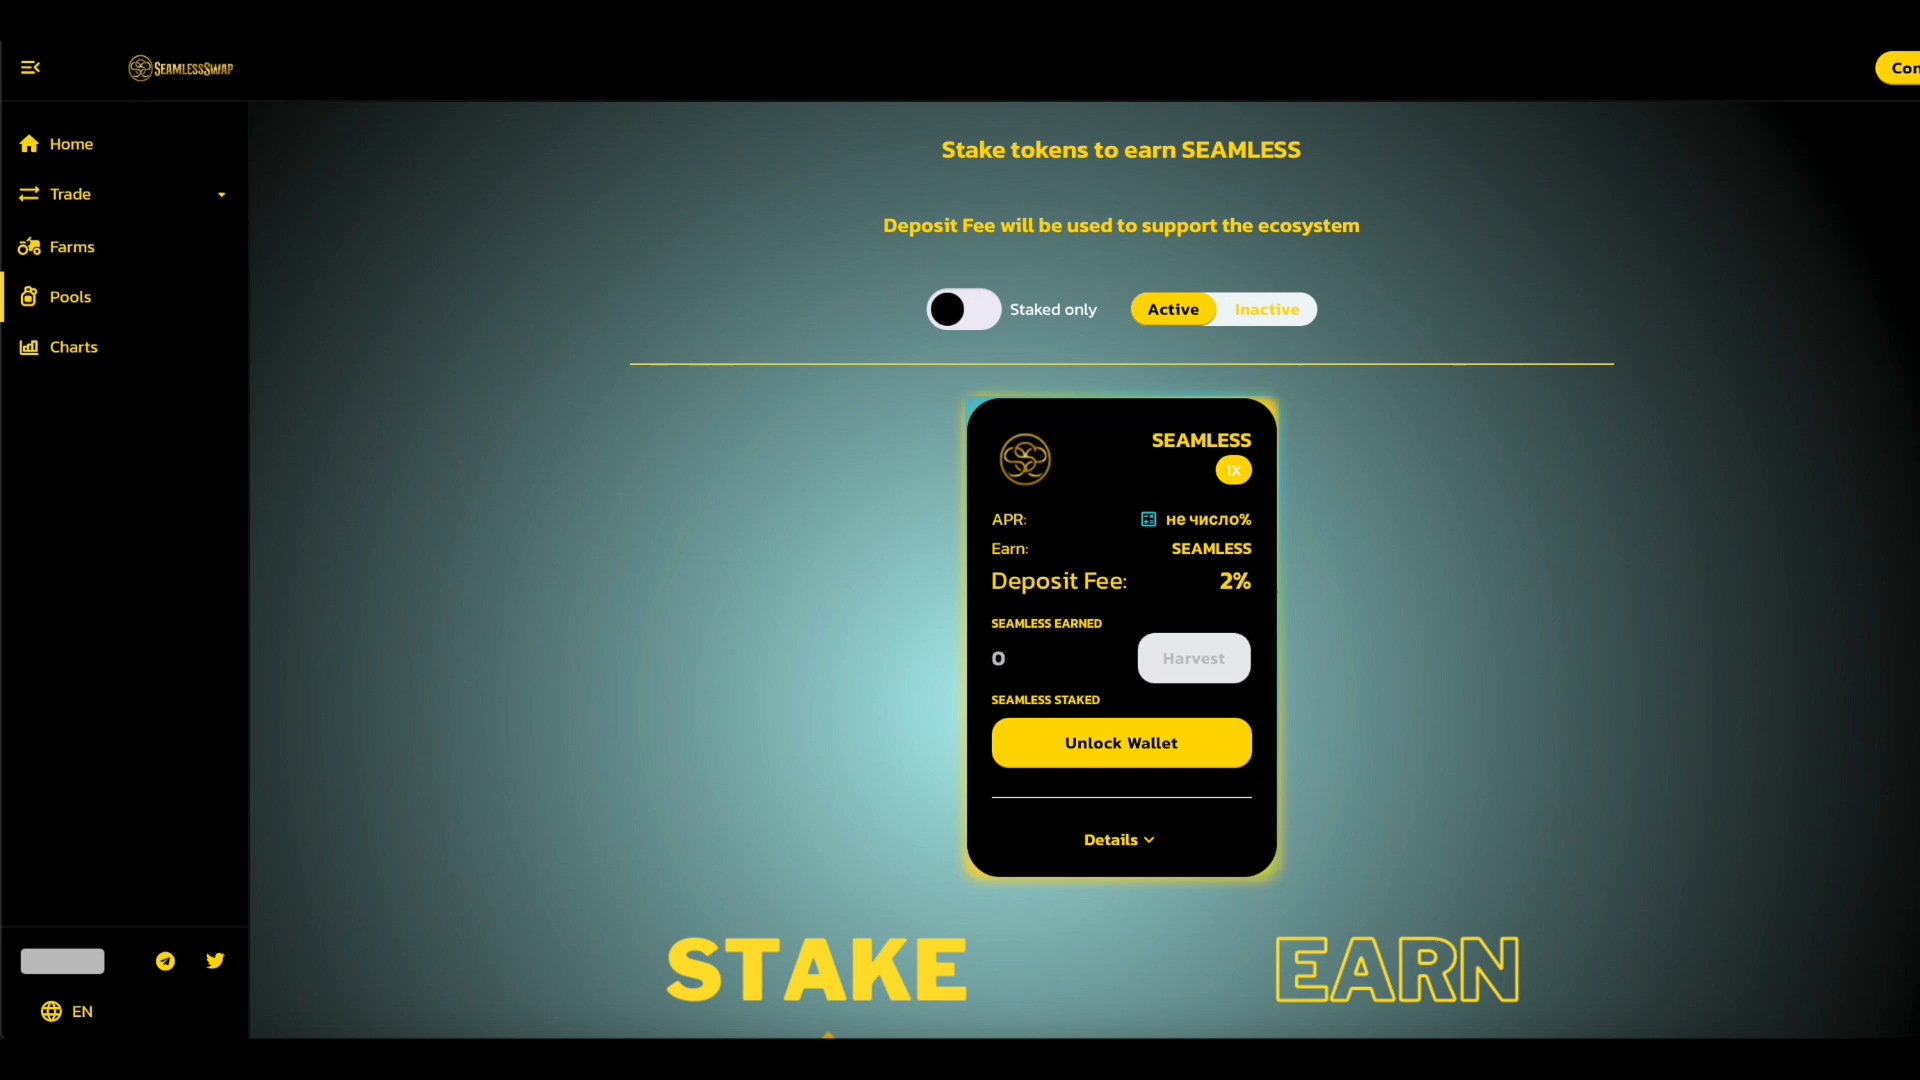 SEAMLESSSWAP
Con
Home
Trade
Farms
Pools
Charts
EN
Stake tokens to earn SEAMLESS
Deposit Fee will be used to support the ecosystem
Staked only
Active
Inactive
SEAMLESS
1X
APR: не число%
Earn: SEAMLESS
Deposit Fee: 2%
SEAMLESS EARNED
0
Harvest
SEAMLESS STAKED
Unlock Wallet
Details
STAKE
EARN